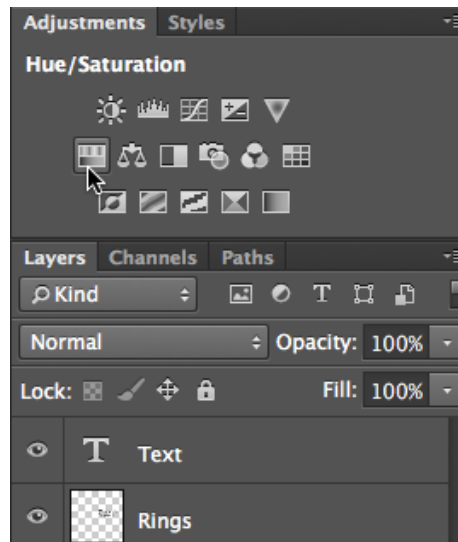 Adjustments Styles
Hue/Saturation
Layers Channels Paths
Kind T
Normal Opacity: 100%
Lock: Fill: 100%
T Text
Rings